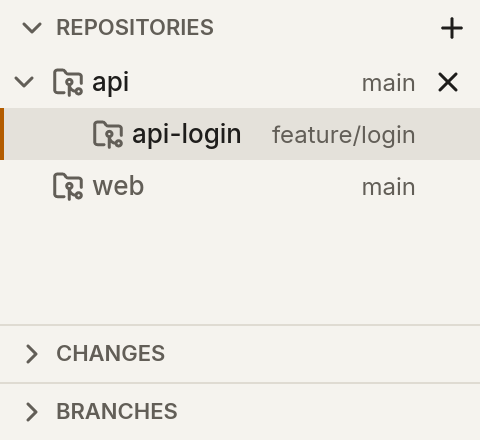 REPOSITORIES
api main
api-login feature/login
web main
CHANGES
BRANCHES